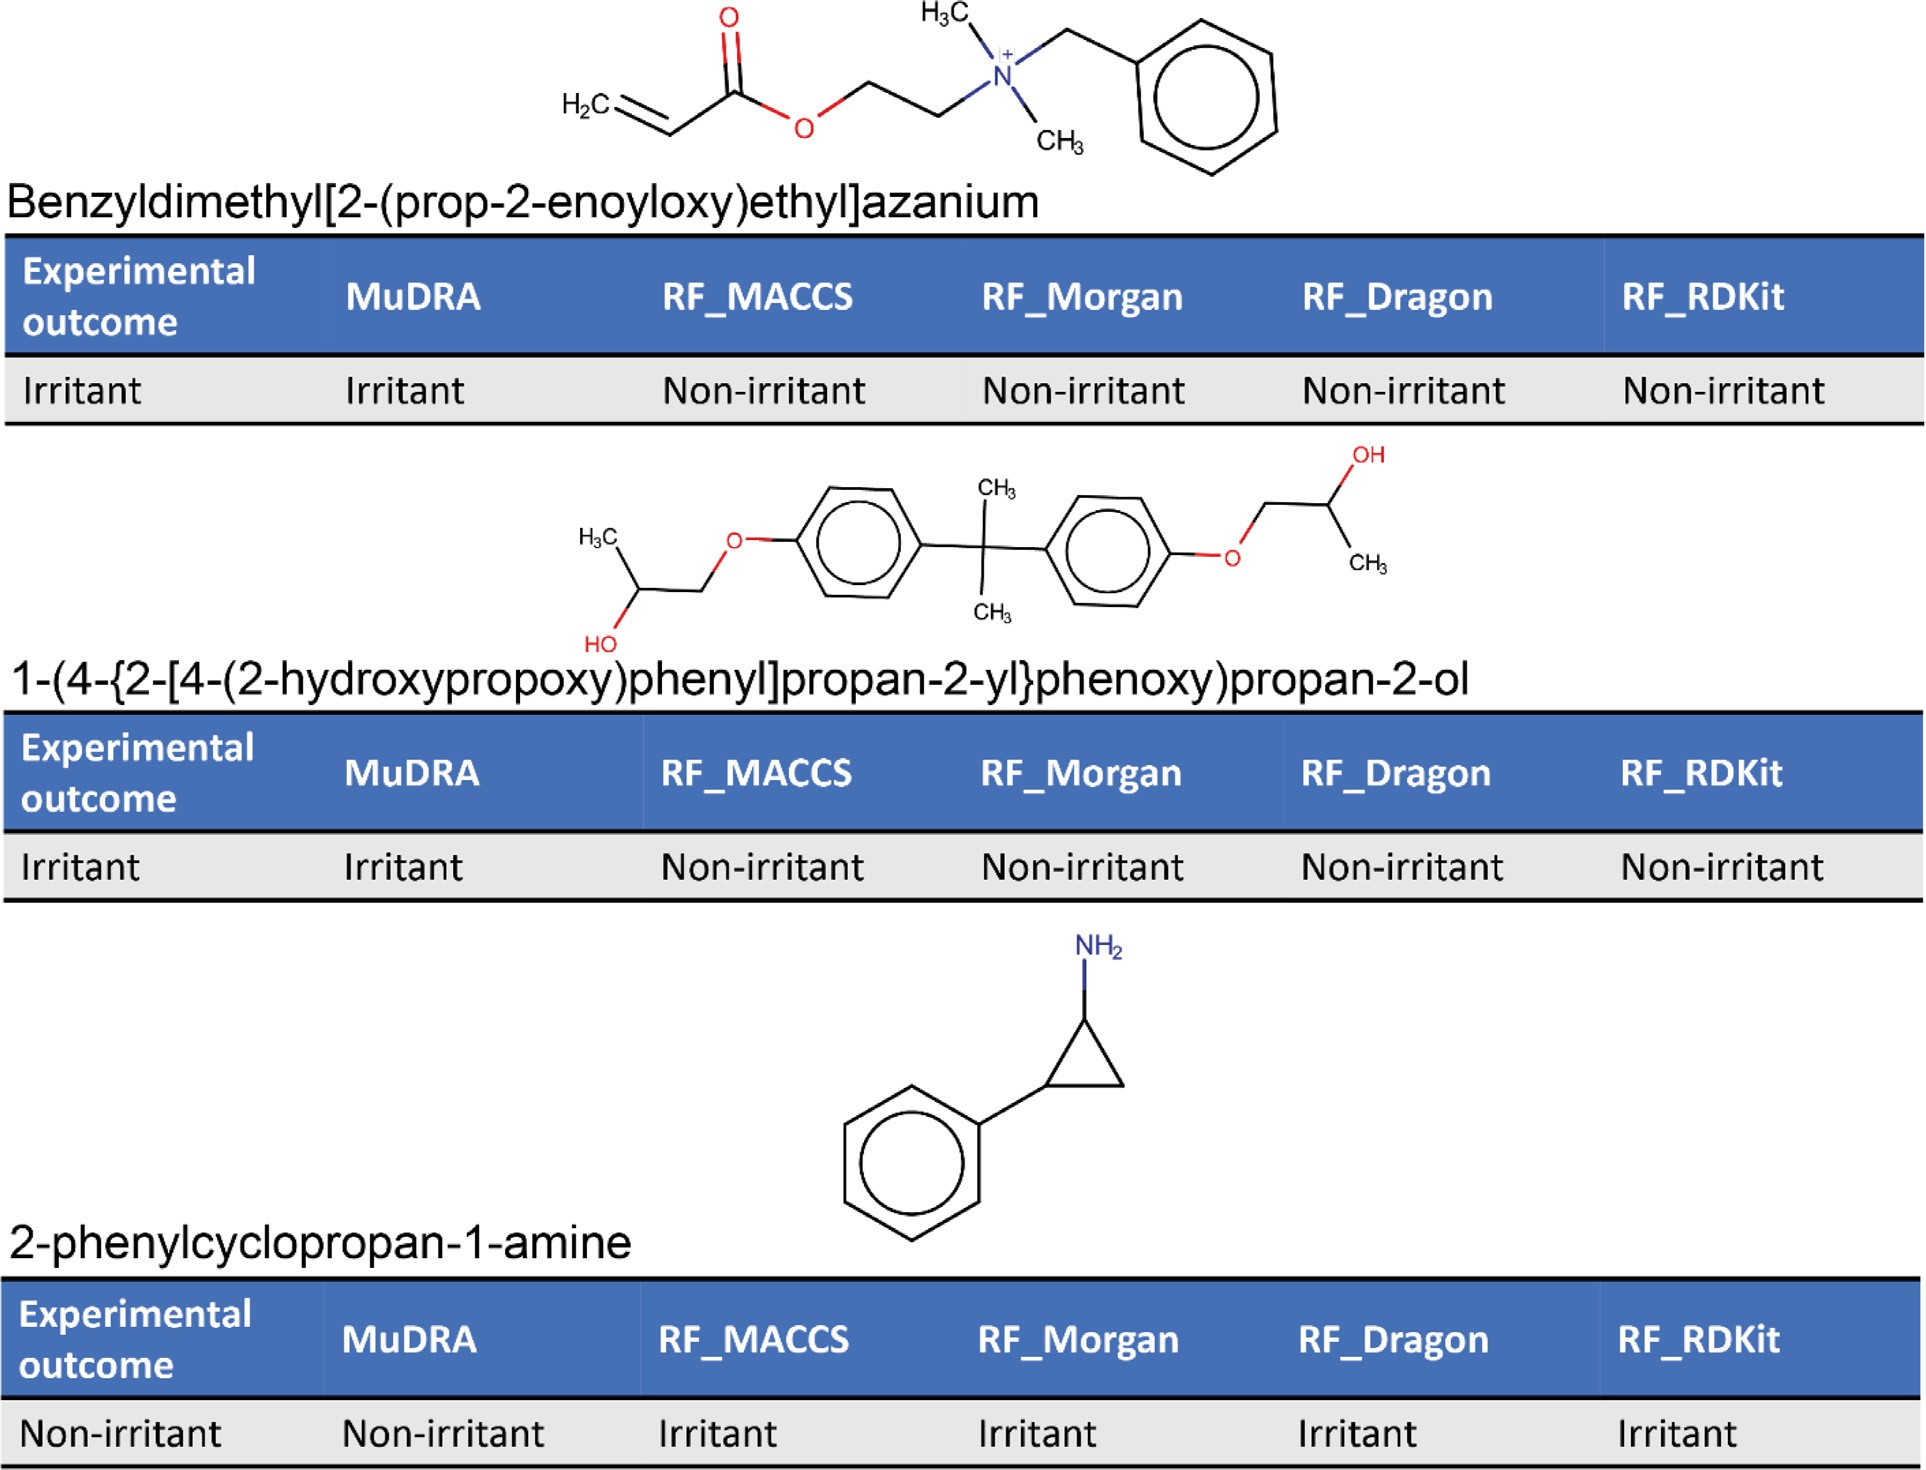 H₃C
O
N⁺
H₂C
O
CH₃
Benzyldimethyl[2-(prop-2-enoyloxy)ethyl]azanium
Experimental outcome MuDRA RF_MACCS RF_Morgan RF_Dragon RF_RDKit
Irritant Irritant Non-irritant Non-irritant Non-irritant Non-irritant
OH
CH₃
H₃C
O
O
CH₃
CH₃
HO
1-(4-{2-[4-(2-hydroxypropoxy)phenyl]propan-2-yl}phenoxy)propan-2-ol
Experimental outcome MuDRA RF_MACCS RF_Morgan RF_Dragon RF_RDKit
Irritant Irritant Non-irritant Non-irritant Non-irritant Non-irritant
NH₂
2-phenylcyclopropan-1-amine
Experimental outcome MuDRA RF_MACCS RF_Morgan RF_Dragon RF_RDKit
Non-irritant Non-irritant Irritant Irritant Irritant Irritant